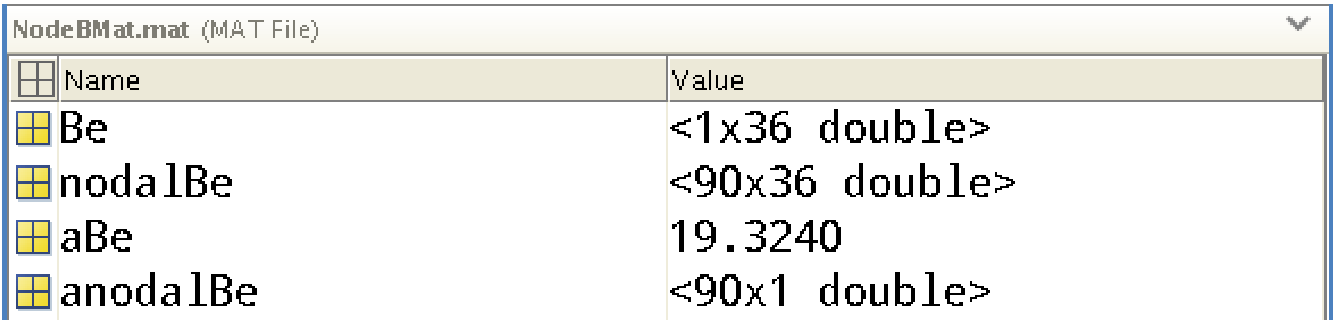 NodeBMat.mat (MAT File)
Name Value
Be <1x36 double>
nodalBe <90x36 double>
aBe 19.3240
anodalBe <90x1 double>